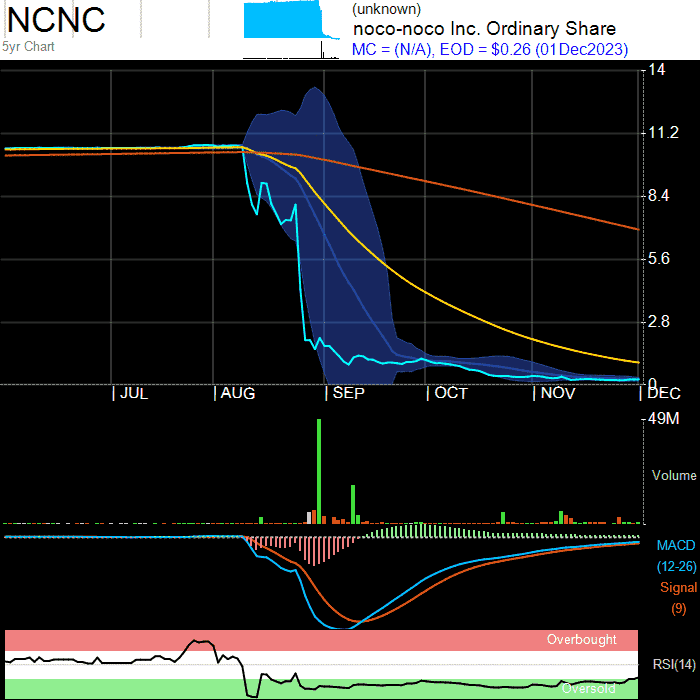 NCNC
5yr Chart
(unknown)
noco-noco Inc. Ordinary Share
MC = (N/A), EOD = $0.26 (01Dec2023)
14
11.2
8.4
5.6
2.8
0
JUL
AUG
SEP
OCT
NOV
DEC
49M
Volume
MACD
(12-26)
Signal
(9)
Overbought
RSI(14)
Oversold